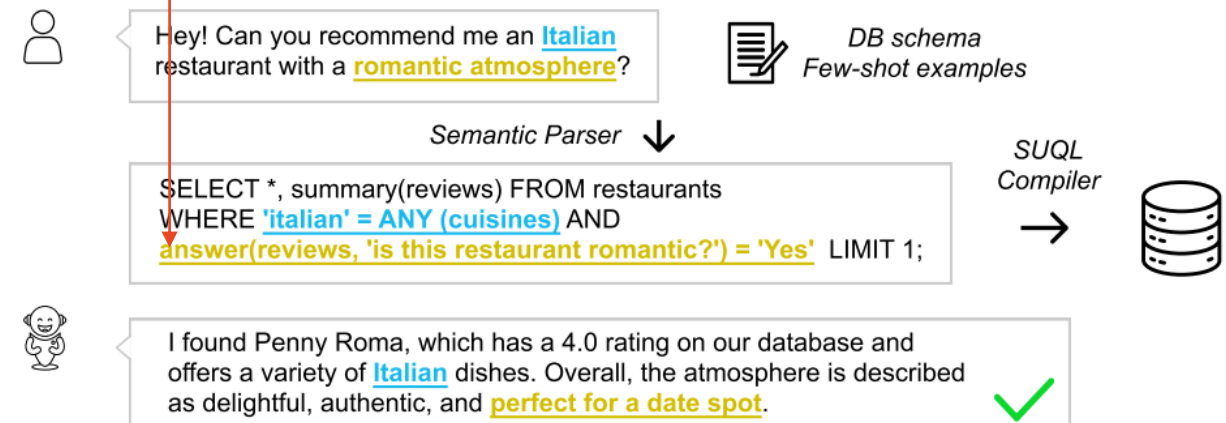 Hey! Can you recommend me an Italian
restaurant with a romantic atmosphere?
DB schema
Few-shot examples
Semantic Parser
SUQL
Compiler
SELECT *, summary(reviews) FROM restaurants
WHERE 'italian' = ANY (cuisines) AND
answer(reviews, 'is this restaurant romantic?') = 'Yes' LIMIT 1;
I found Penny Roma, which has a 4.0 rating on our database and
offers a variety of Italian dishes. Overall, the atmosphere is described
as delightful, authentic, and perfect for a date spot.